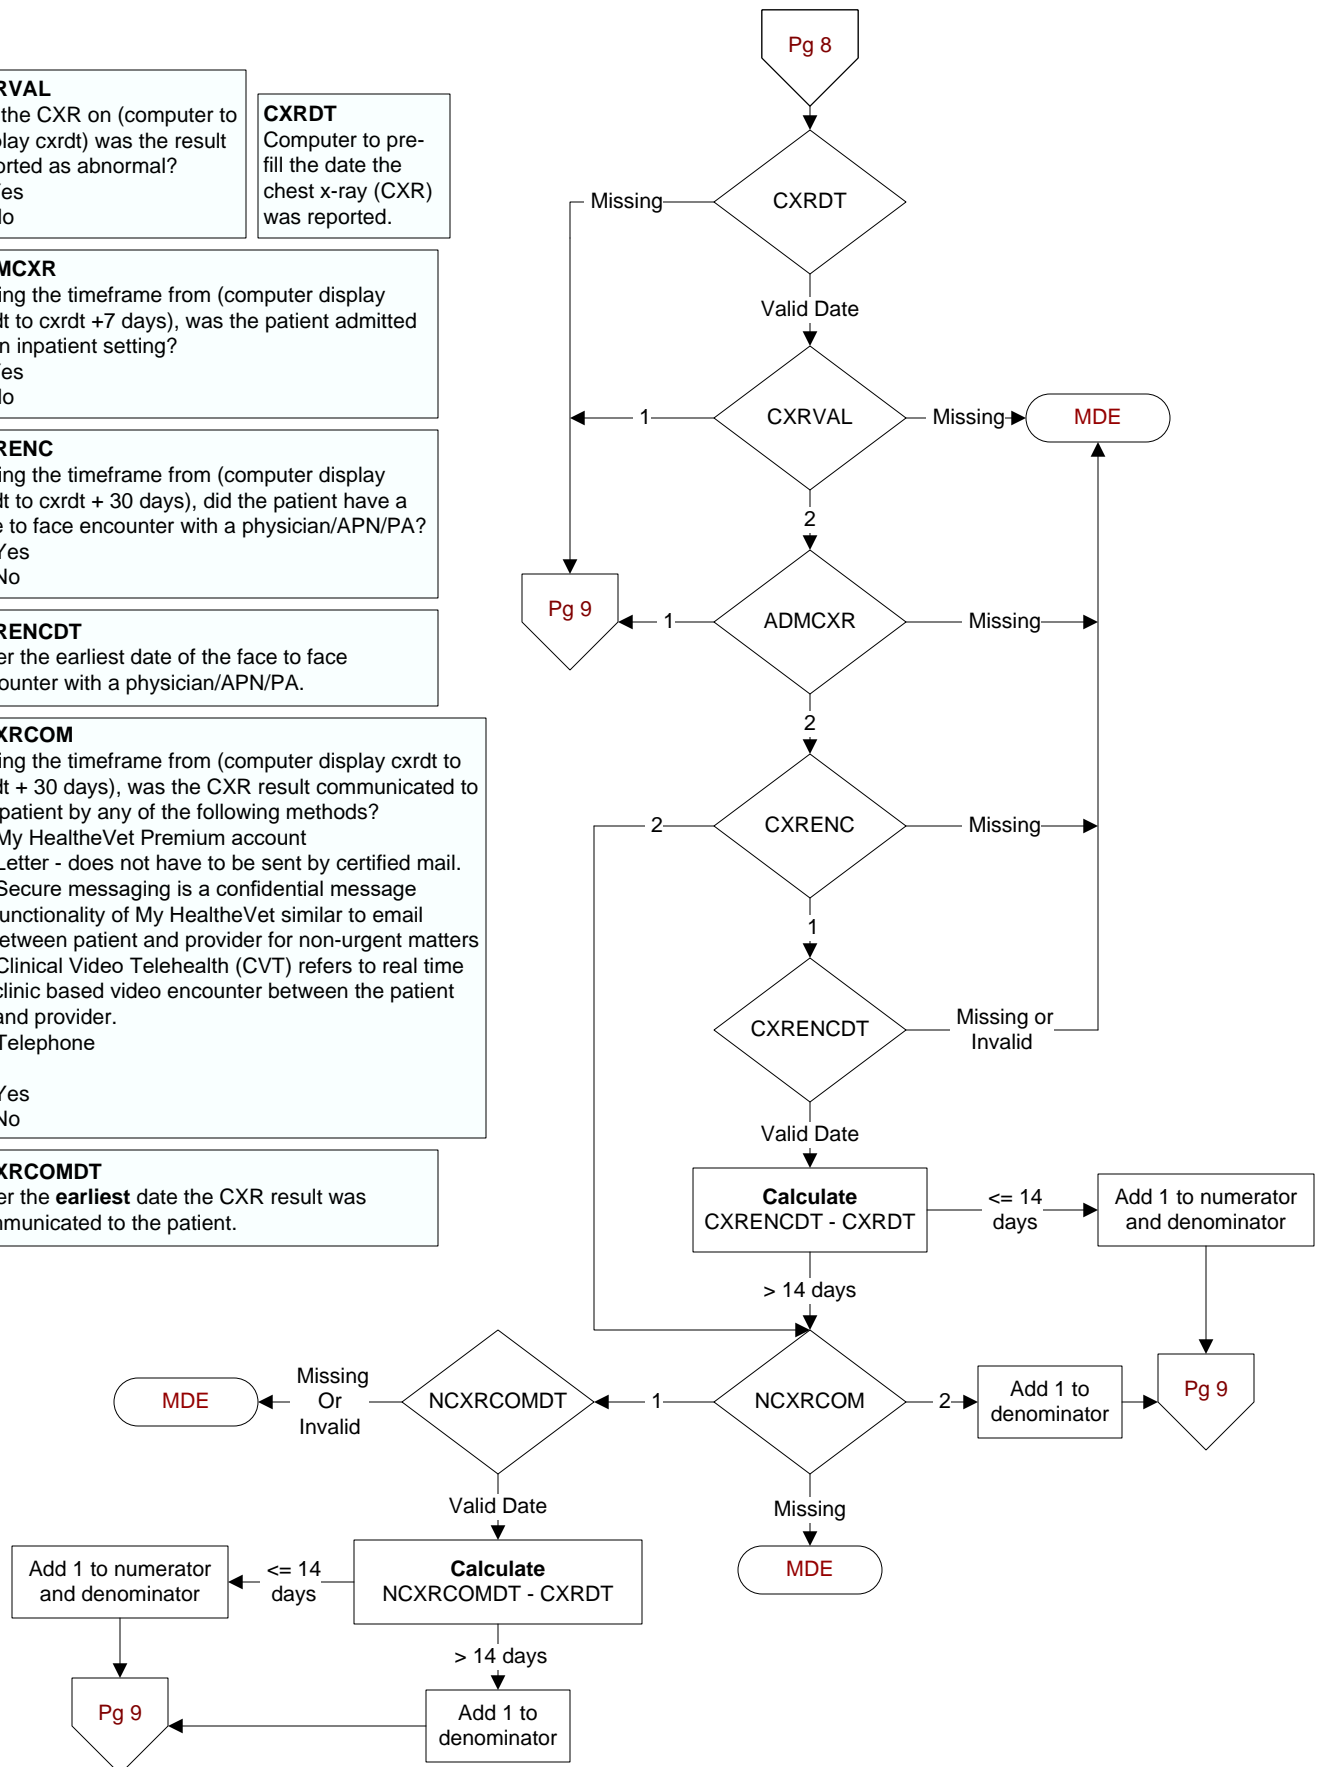 RVAL
the CXR on (computer to
play cxrdt) was the result
orted as abnormal?
es
lo
CXRDT
Computer to pre-
fill the date the
chest x-ray (CXR)
was reported.
MCXR
ing the timeframe from (computer display
dt to cxrdt +7 days), was the patient admitted
n inpatient setting?
es
lo
RENC
ing the timeframe from (computer display
dt to cxrdt + 30 days), did the patient have a
e to face encounter with a physician/APN/PA?
Yes
No
RENCDT
er the earliest date of the face to face
ounter with a physician/APN/PA.
XRCOM
ing the timeframe from (computer display cxrdt to
dt + 30 days), was the CXR result communicated to
patient by any of the following methods?
My HealtheVet Premium account
Letter - does not have to be sent by certified mail.
Secure messaging is a confidential message
unctionality of My HealtheVet similar to email
etween patient and provider for non-urgent matters
Clinical Video Telehealth (CVT) refers to real time
clinic based video encounter between the patient
and provider.
Telephone
Yes
No
XRCOMDT
er the earliest date the CXR result was
mmunicated to the patient.
Pg 8
CXRDT
Missing
Valid Date
CXRVAL
1
Missing
MDE
2
ADMCXR
1
Pg 9
Missing
2
CXRENC
2
Missing
1
CXRENCDT
Missing or
Invalid
Valid Date
Calculate
CXRENCDT - CXRDT
<= 14
days
Add 1 to numerator
and denominator
> 14 days
NCXRCOM
2
Add 1 to
denominator
Pg 9
1
NCXRCOMDT
Missing
Or
Invalid
MDE
Missing
MDE
Valid Date
Calculate
NCXRCOMDT - CXRDT
<= 14
days
Add 1 to numerator
and denominator
> 14 days
Add 1 to
denominator
Pg 9